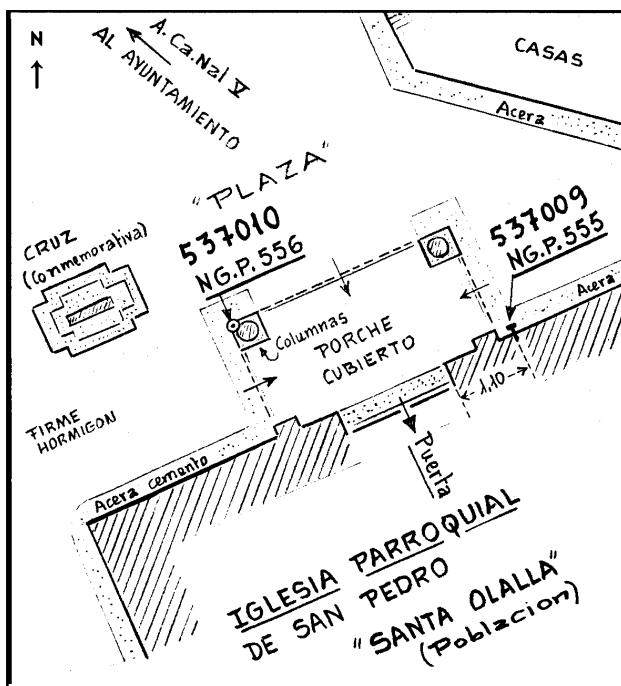 N
A. Ca. Nal V
AL AYUNTAMIENTO
CASAS
Acera
"PLAZA"
537010
NG.P. 556
537009
NG.P. 555
CRUZ
(Conmemorativa)
Acera
Columnas
PORCHE
CUBIERTO
1,10
FIRME
HORMIGON
Acera cemento
Puerta
IGLESIA PARROQUIAL
DE SAN PEDRO
"SANTA OLALLA"
(Poblacion)